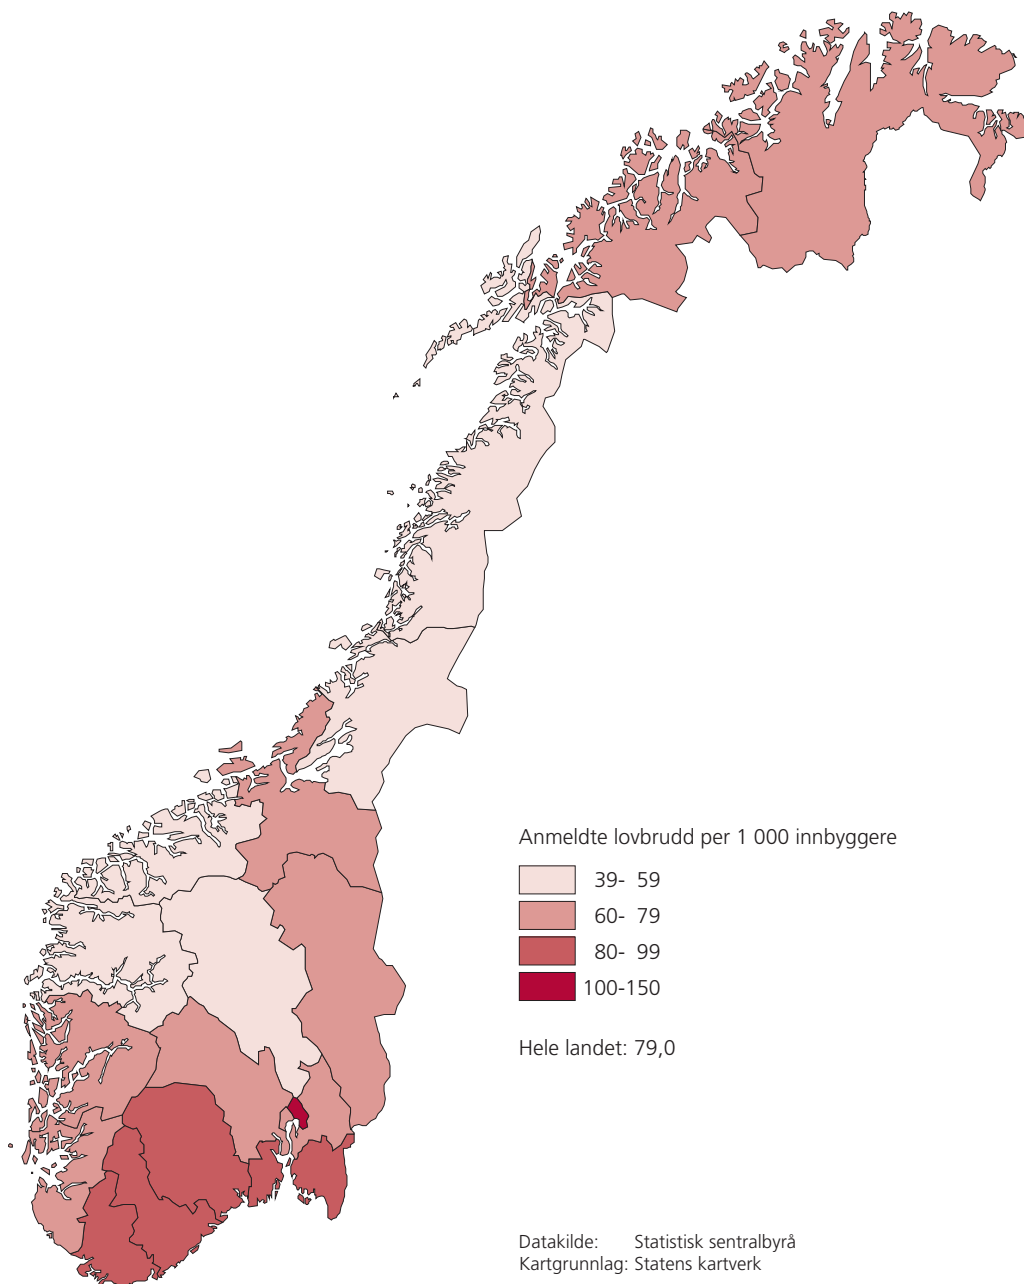 Anmeldte lovbrudd per 1 000 innbyggere
39- 59
60- 79
80- 99
100-150
Hele landet: 79,0
Datakilde: Statistisk sentralbyrå
Kartgrunnlag: Statens kartverk